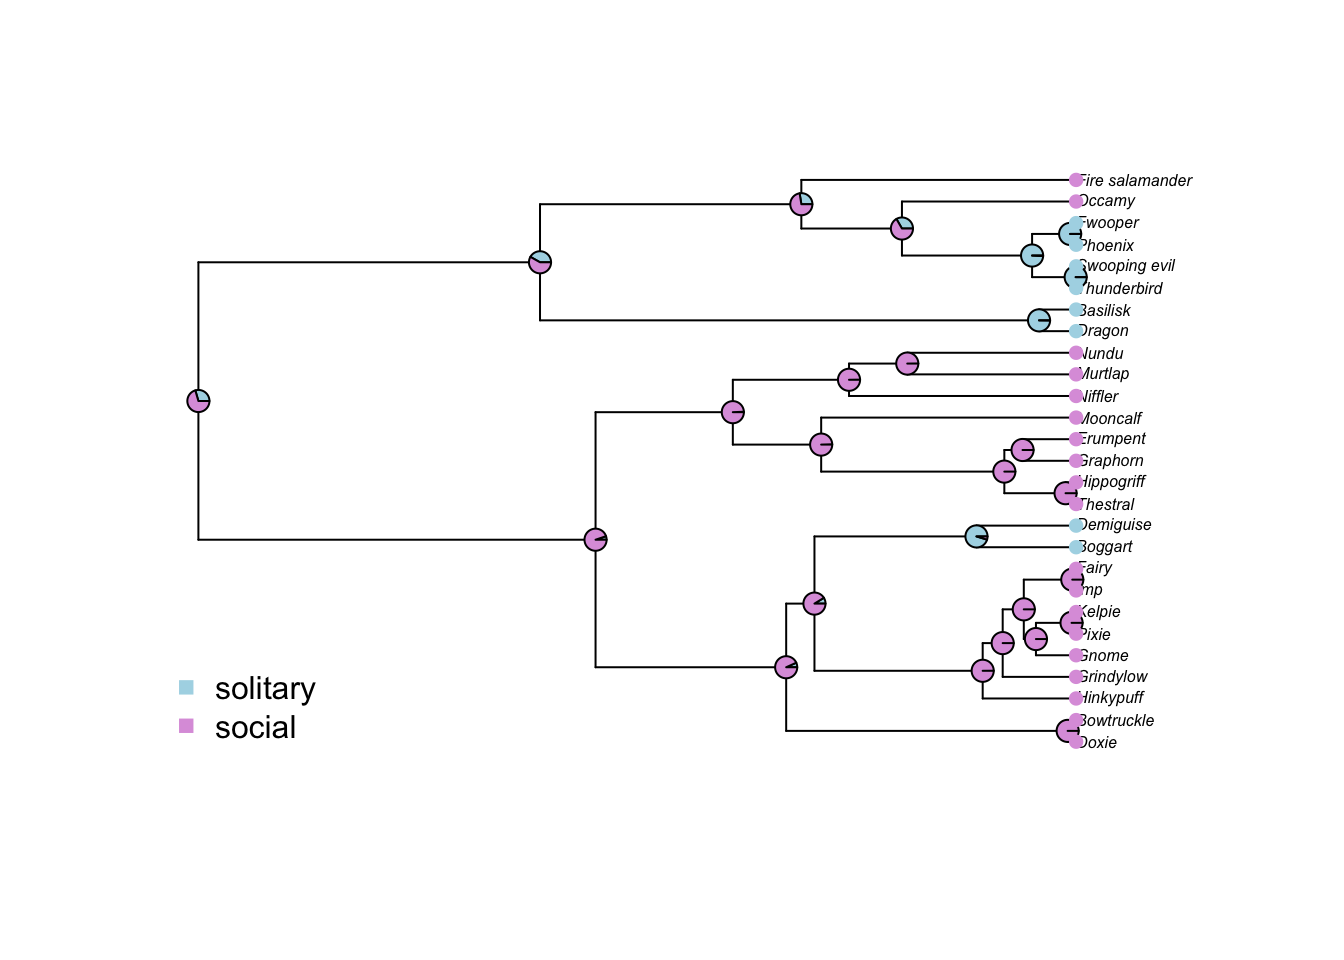 Fire salamander
Occamy
Fwooper
Phoenix
Swooping evil
Thunderbird
Basilisk
Dragon
Nundu
Murtlap
Niffler
Mooncalf
Erumpent
Graphorn
Hippogriff
Thestral
Demiguise
Boggart
Fairy
Imp
Kelpie
Pixie
Gnome
Grindylow
Hinkypuff
Bowtruckle
Doxie
solitary
social